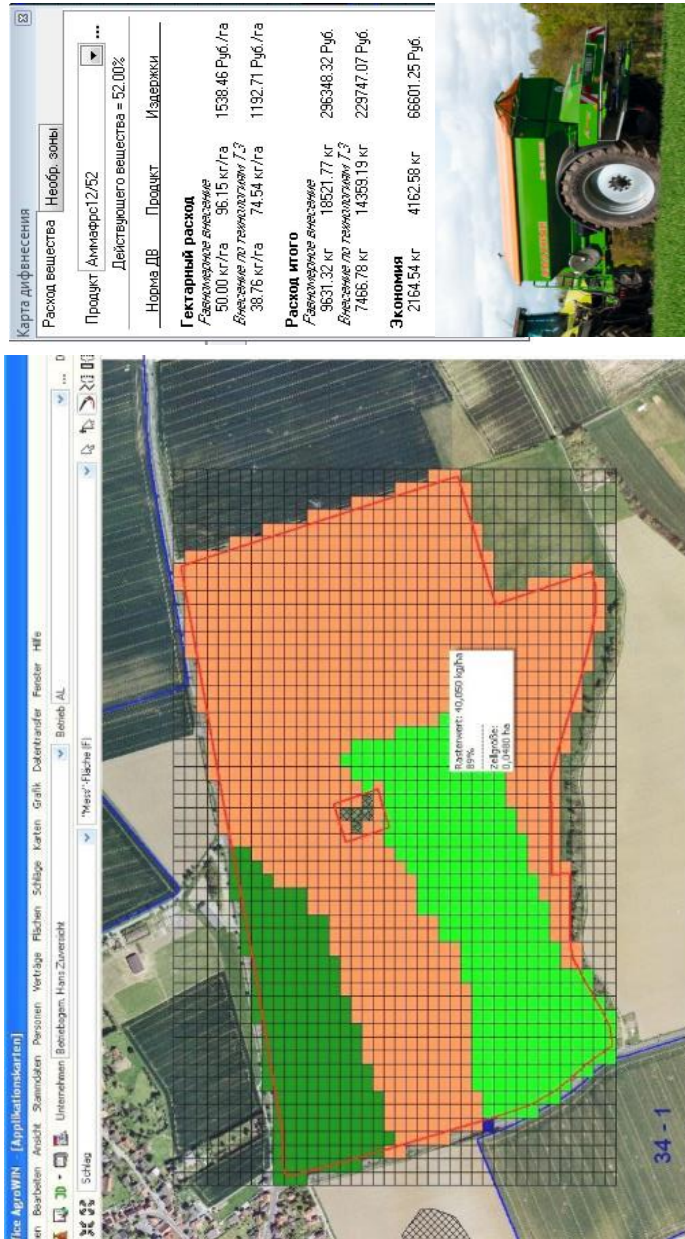 Карта дифвнесения
Расход вещества Необр. зоны
Продукт Аммафрс12/52 ...
Действующего вещества = 52.00%
Норма ДВ Продукт Издержки
Гектарный расход
Равномерное внесение
50.00 кг/га 96.15 кг/га 1538.46 Руб./га
Внесение по технологиям ТЗ
38.76 кг/га 74.54 кг/га 1192.71 Руб./га
Расход итого
Равномерное внесение
9631.32 кг 18521.77 кг 296348.32 Руб.
Внесение по технологиям ТЗ
7466.78 кг 14359.19 кг 229747.07 Руб.
Экономия
2164.54 кг 4162.58 кг 66601.25 Руб.
fice AgroWIN - [Applikationskarten]
en Bearbeiten Ansicht Stammdaten Personen Verträge Flächen Schläge Karten Grafik Datentransfer Fenster Hilfe
3D Unternehmen Betriebsgem. Hans Zuversicht Betrieb AL ...
Schlag "Mess"-Fläche (F)
Rasterwert: 40,050 kg/ha
89%
------------
Zellgröße:
0,0480 ha
34 - 1